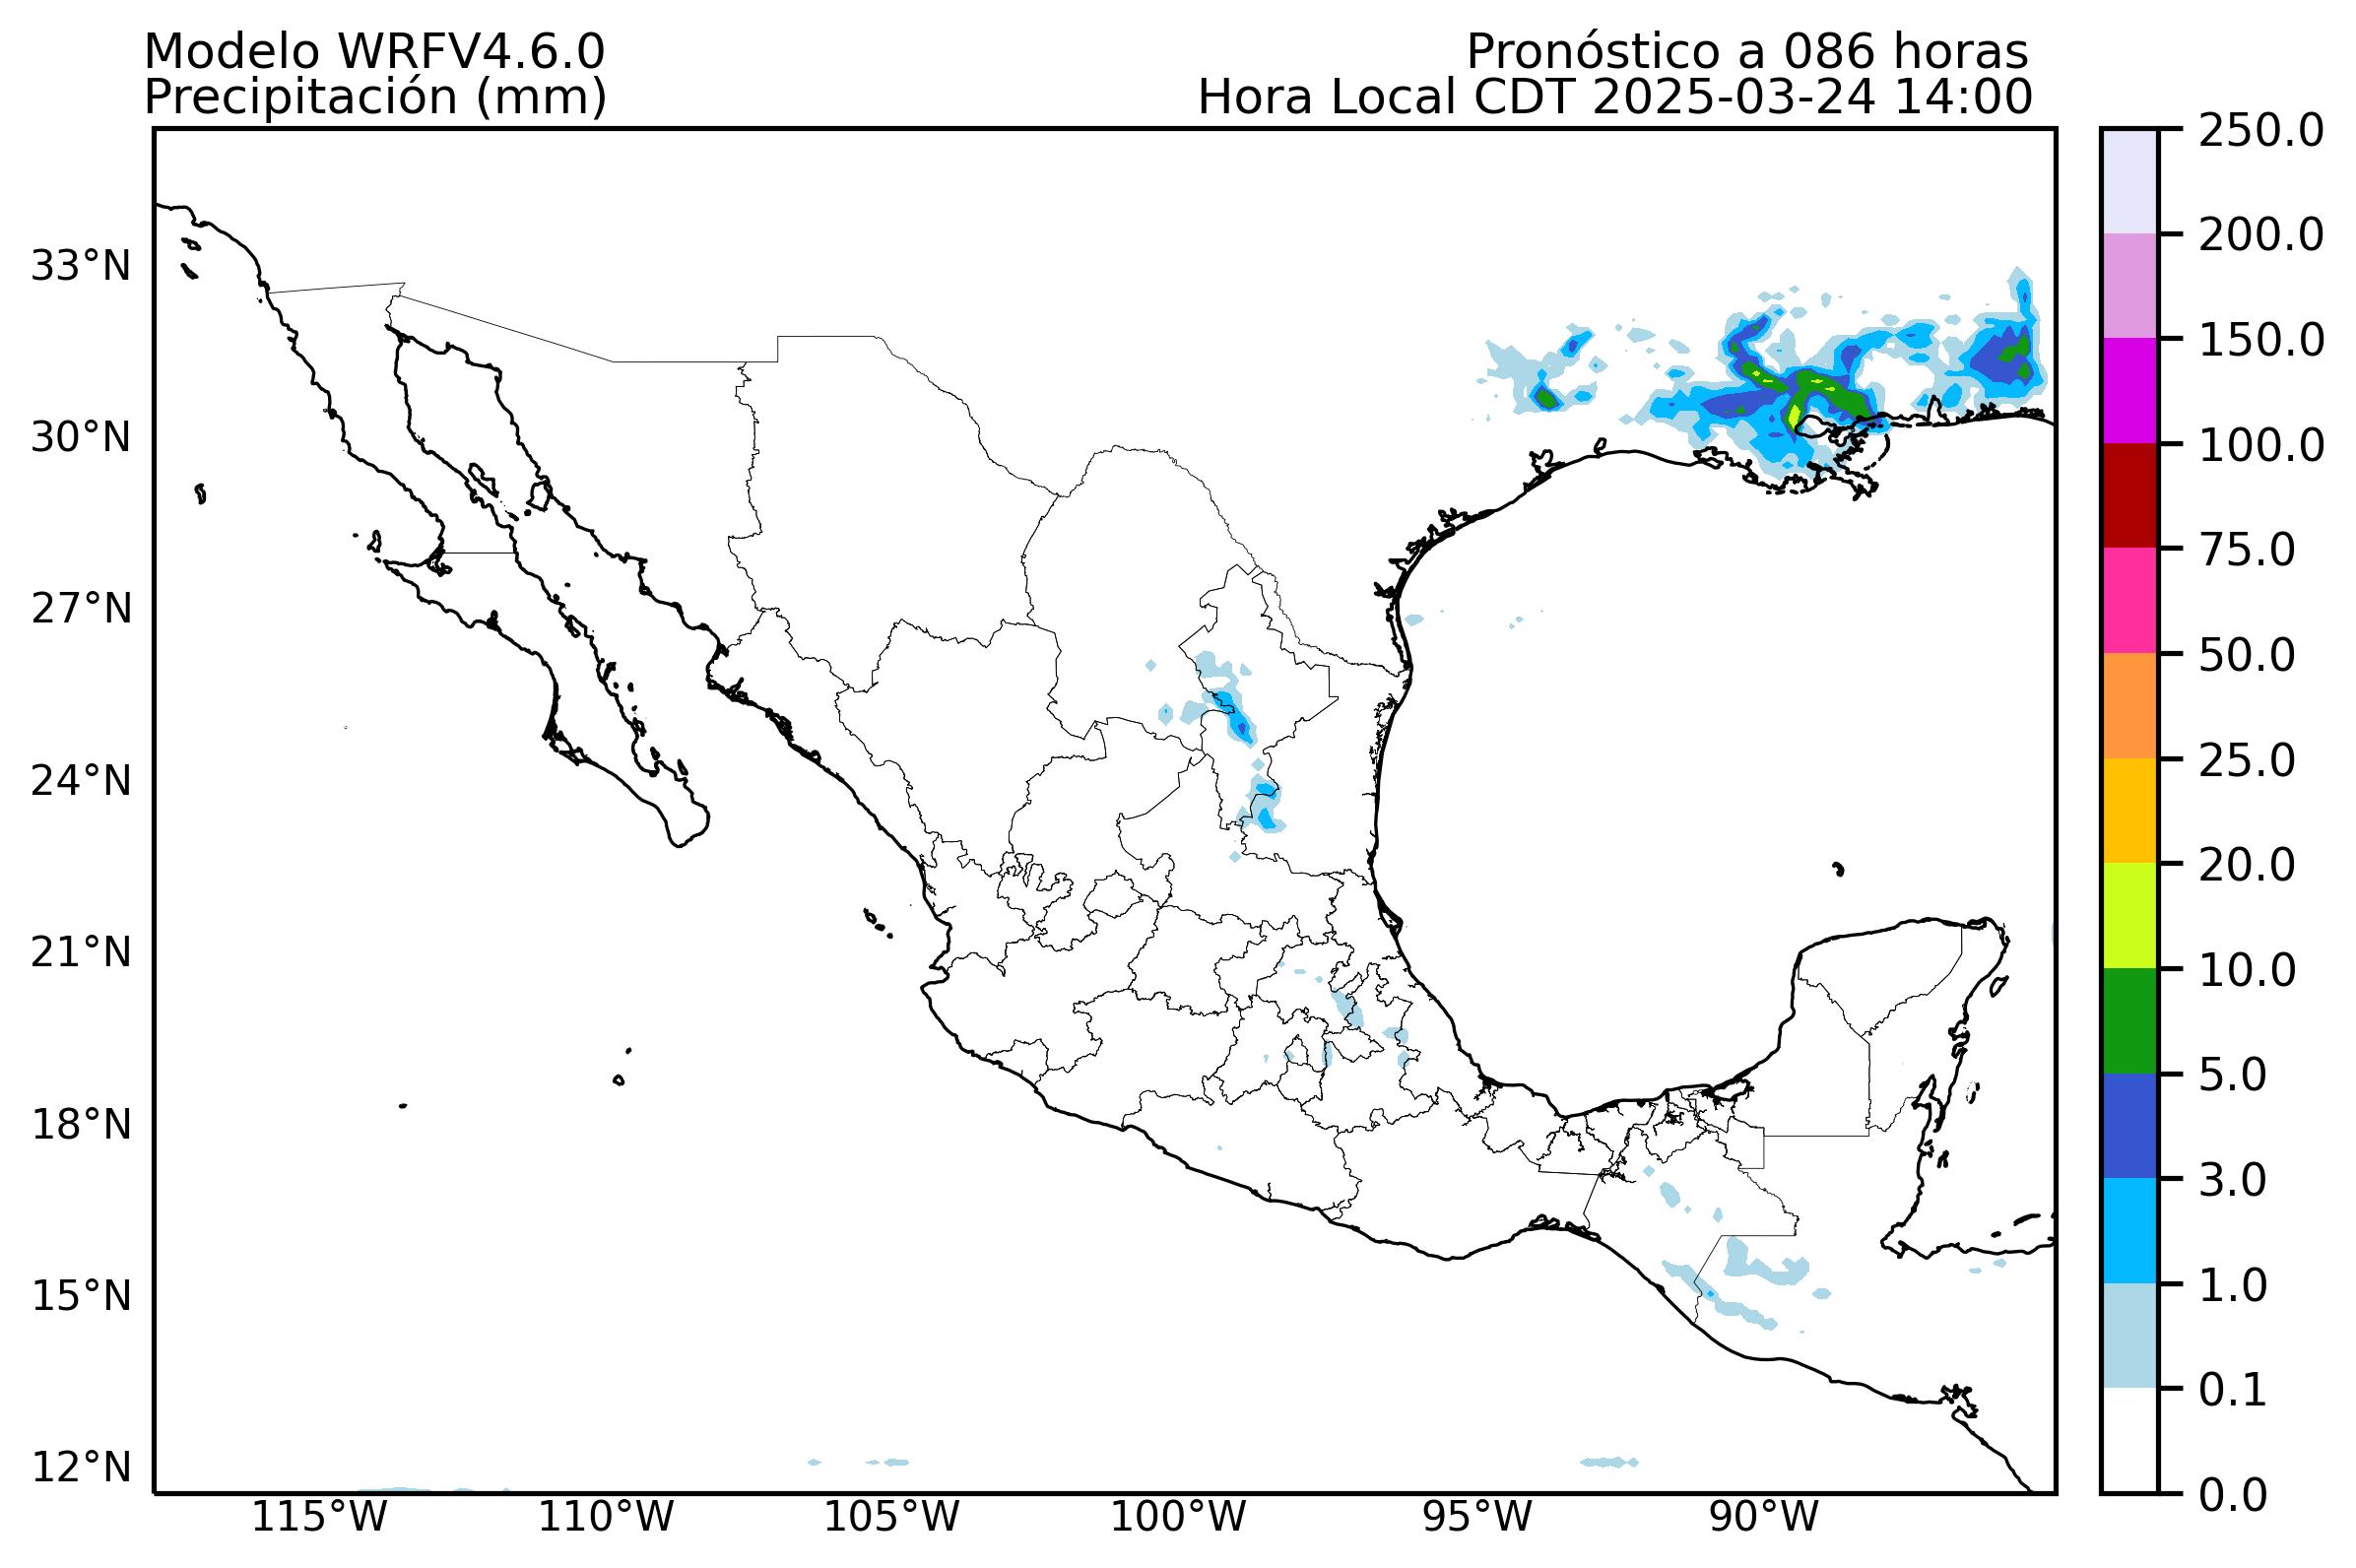 Modelo WRFV4.6.0
Pronóstico a 086 horas
Precipitación (mm)
Hora Local CDT 2025-03-24 14:00
33°N
30°N
27°N
24°N
21°N
18°N
15°N
12°N
115°W
110°W
105°W
100°W
95°W
90°W
250.0
200.0
150.0
100.0
75.0
50.0
25.0
20.0
10.0
5.0
3.0
1.0
0.1
0.0